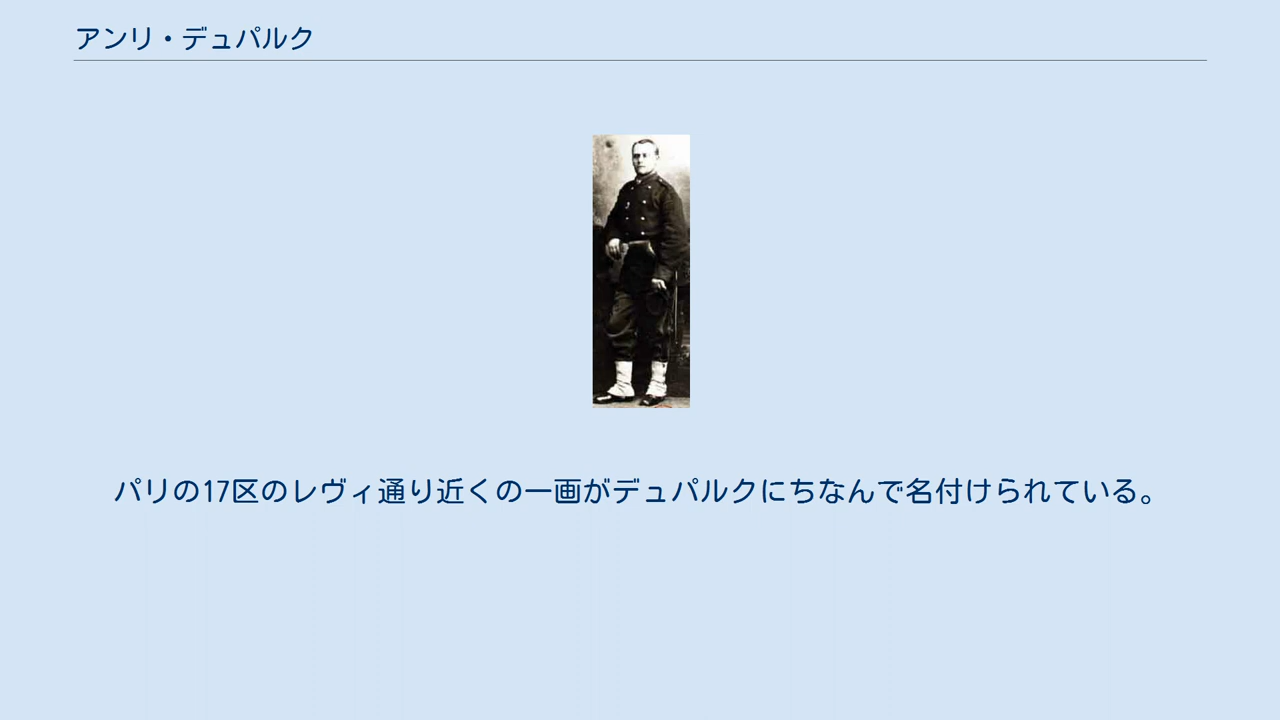 アンリ・デュパルク
パリの17区のレヴィ通り近くの一画がデュパルクにちなんで名付けられている。